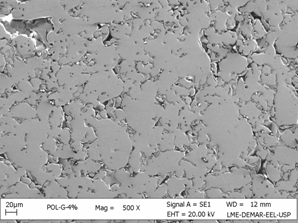 20µm
POL-G-4%
Mag = 500 X
Signal A = SE1
EHT = 20.00 kV
WD = 12 mm
LME-DEMAR-EEL-USP